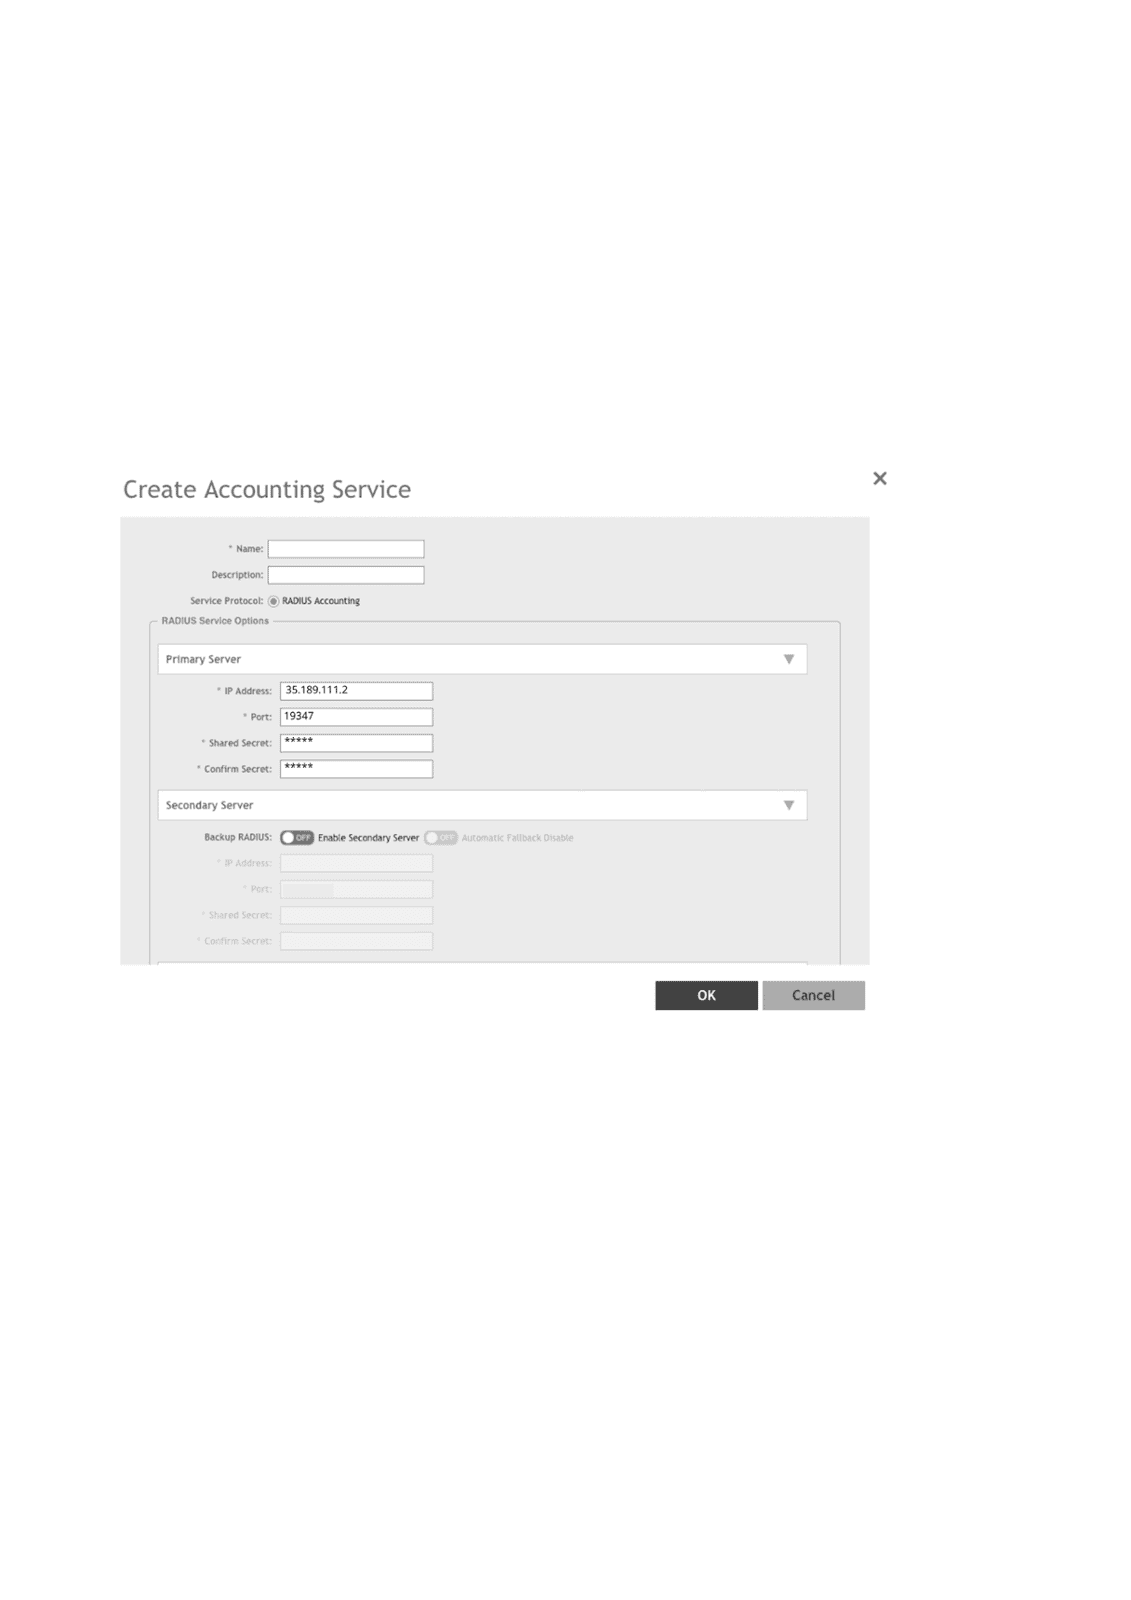 Create Accounting Service
* Name:
Description:
Service Protocol: RADIUS Accounting
RADIUS Service Options
Primary Server
* IP Address: 35.189.111.2
* Port: 19347
* Shared Secret: *****
* Confirm Secret: *****
Secondary Server
Backup RADIUS: OFF Enable Secondary Server OFF Automatic Fallback Disable
* IP Address:
* Port:
* Shared Secret:
* Confirm Secret:
OK Cancel